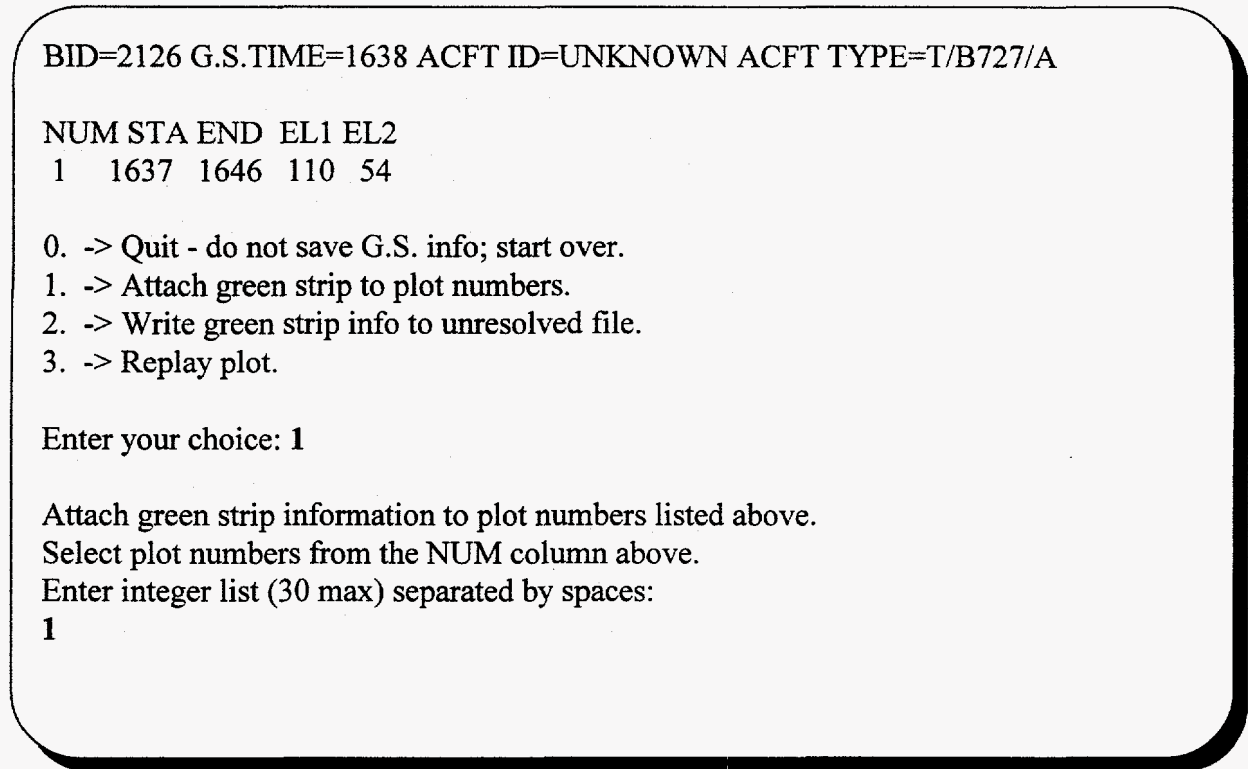 BID=2126 G.S.TIME=1638 ACFT ID=UNKNOWN ACFT TYPE=T/B727/A
NUM STA END EL1 EL2
1 1637 1646 110 54
0. -> Quit - do not save G.S. info; start over.
1. -> Attach green strip to plot numbers.
2. -> Write green strip info to unresolved file.
3. -> Replay plot.
Enter your choice: 1
Attach green strip information to plot numbers listed above.
Select plot numbers from the NUM column above.
Enter integer list (30 max) separated by spaces:
1